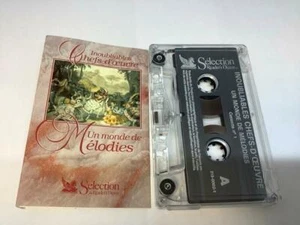 Inoubliables
Chefs-d'œuvre
Un monde de
Mélodies
Sélection
du Reader's Digest
Sélection
du Reader's Digest
INOUBLIABLES CHEFS-D'ŒUVRE
UN MONDE DE MÉLODIES
A